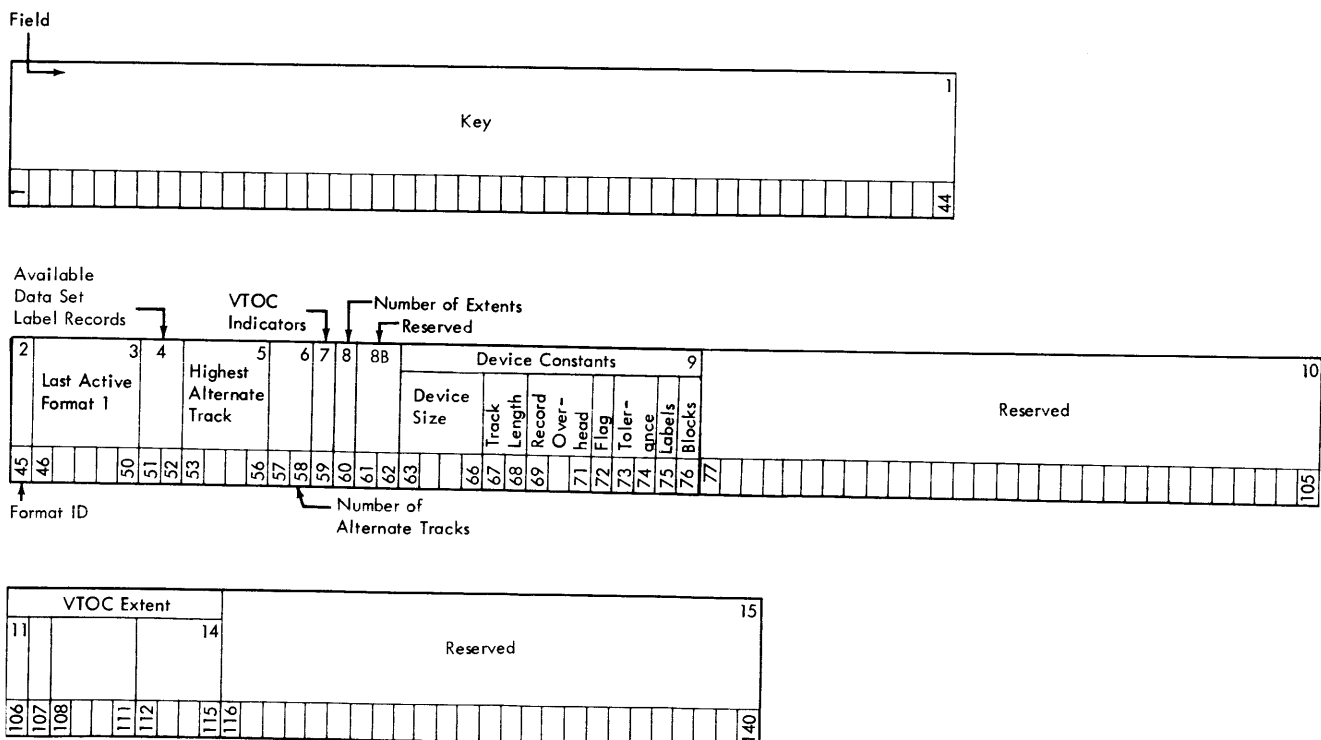 Field
1
Key
44
Available
Data Set
Label Records
VTOC
Indicators
Number of Extents
Reserved
2
3
4
5
6
7
8
8B
Device Constants
9
10
Last Active
Format 1
Highest
Alternate
Track
Device
Size
Track
Length
Record
Over-
head
Flag
Toler-
ance
Labels
Blocks
Reserved
45
46
50
51
52
53
56
57
58
59
60
61
62
63
66
67
68
69
71
72
73
74
75
76
77
105
Format ID
Number of
Alternate Tracks
VTOC Extent
11
14
15
Reserved
106
107
108
111
112
115
116
140